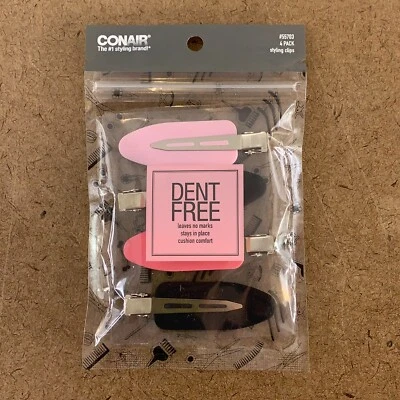 CONAIR®
The #1 styling brand!*
#55703
4 PACK
styling clips
DENT
FREE
leaves no marks
stays in place
cushion comfort